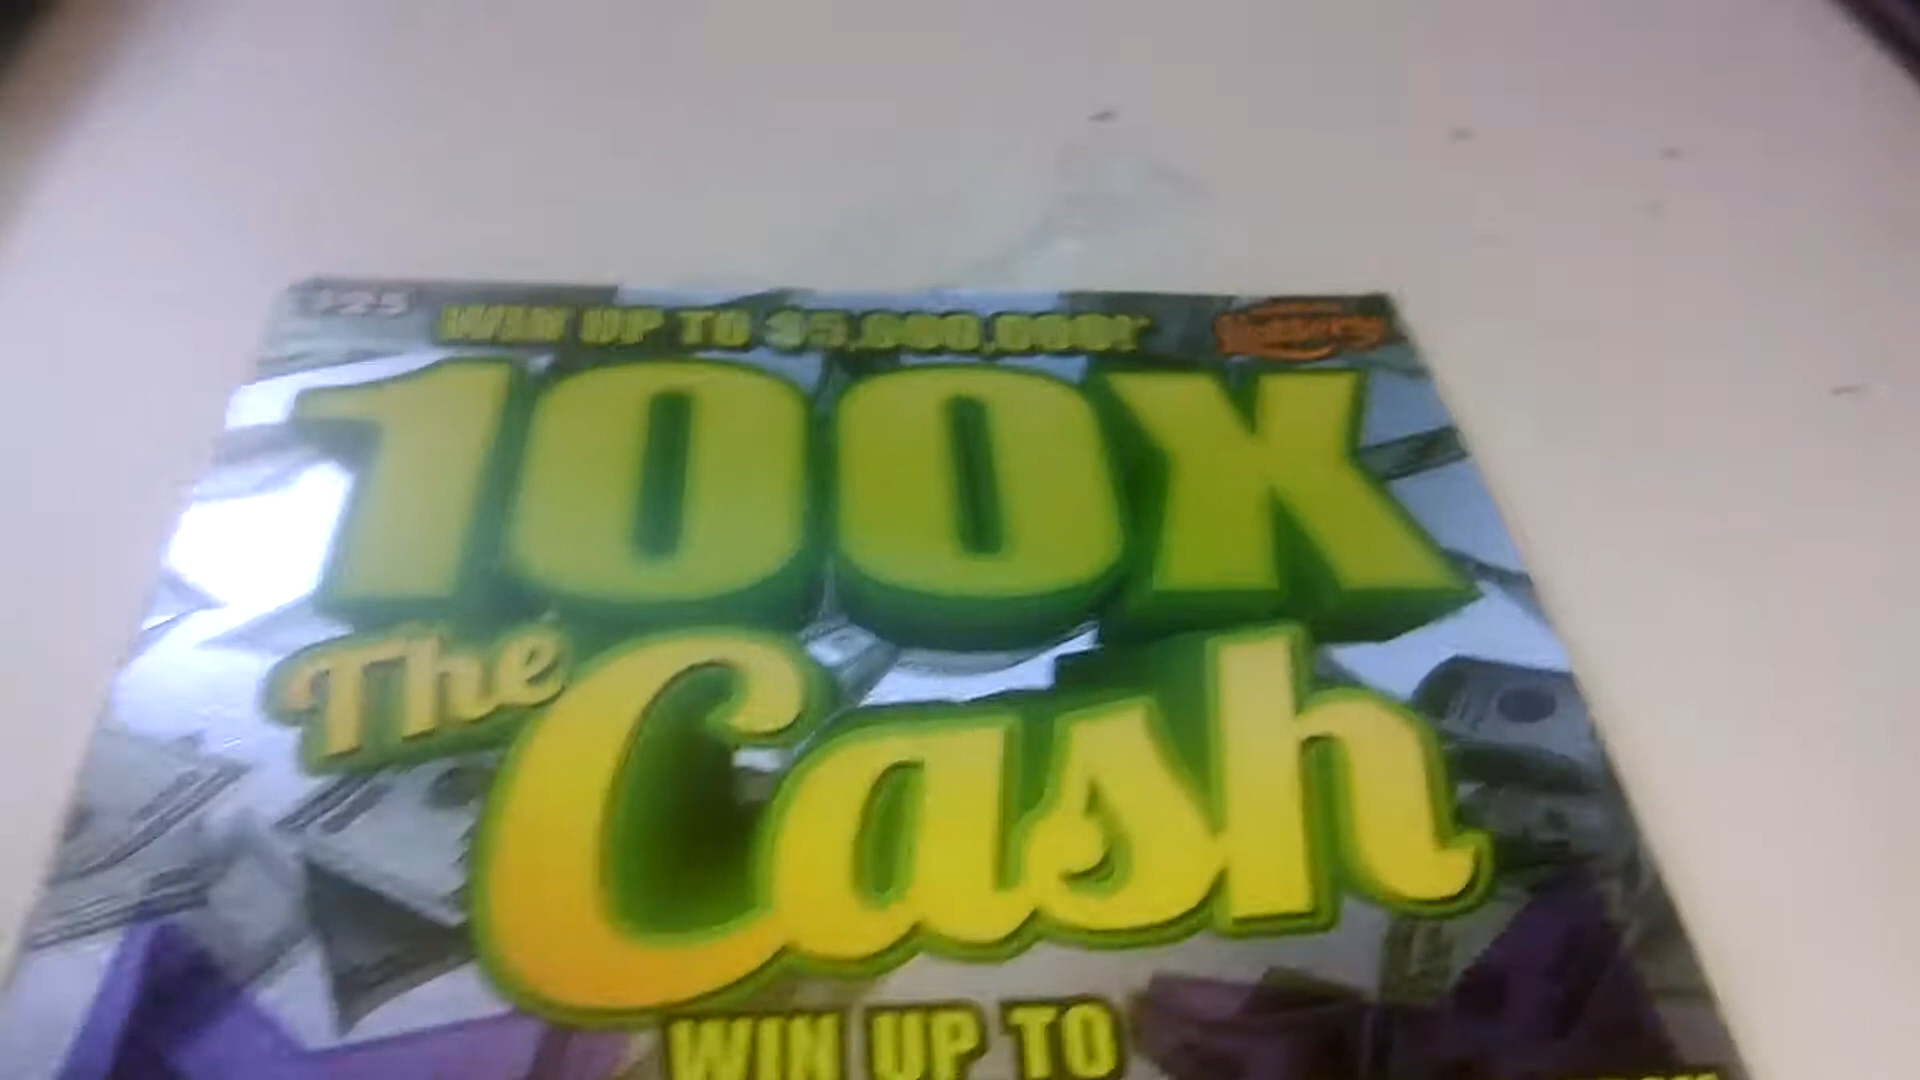 $25 WIN UP TO $5,000,000!
100X
The Cash
WIN UP TO